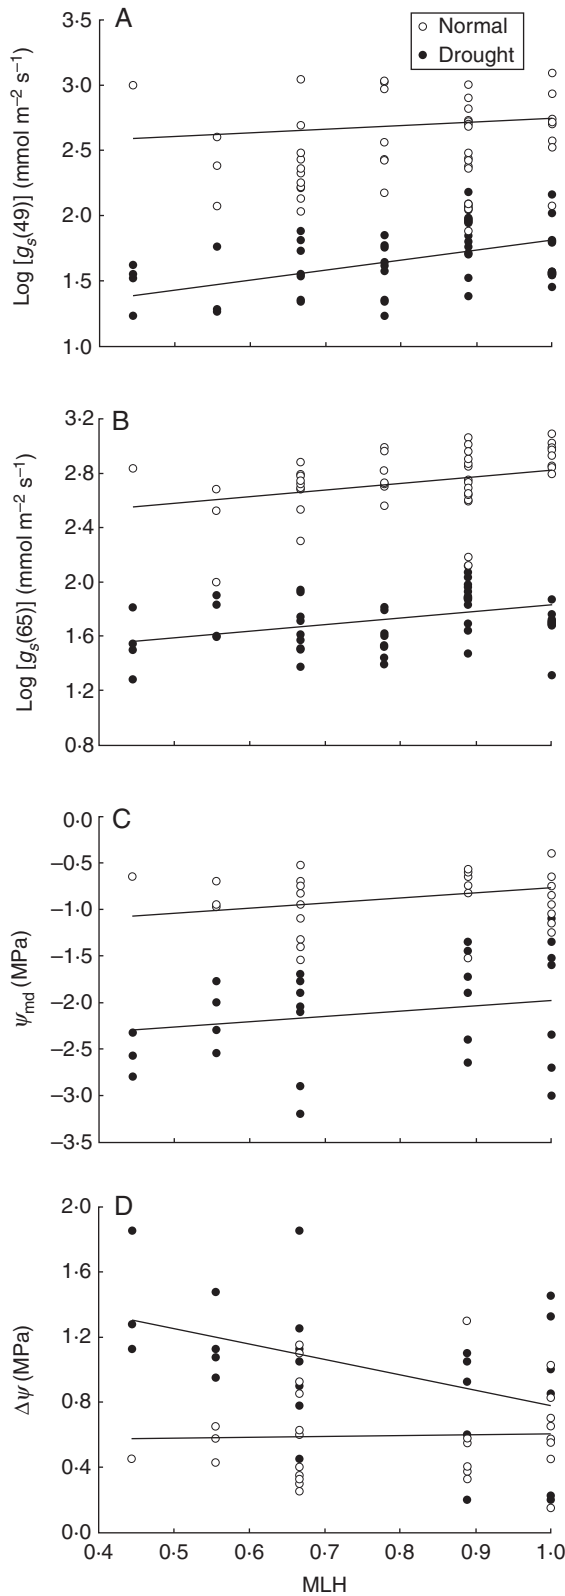 A
Normal
Drought
Log [gs(49)] (mmol m−2 s−1)
3·5
3·0
2·5
2·0
1·5
1·0
B
Log [gs(65)] (mmol m−2 s−1)
3·2
2·8
2·4
2·0
1·6
1·2
0·8
C
ψmd (MPa)
0·0
−0·5
−1·0
−1·5
−2·0
−2·5
−3·0
−3·5
D
Δψ (MPa)
2·0
1·6
1·2
0·8
0·4
0·0
0·4 0·5 0·6 0·7 0·8 0·9 1·0
MLH